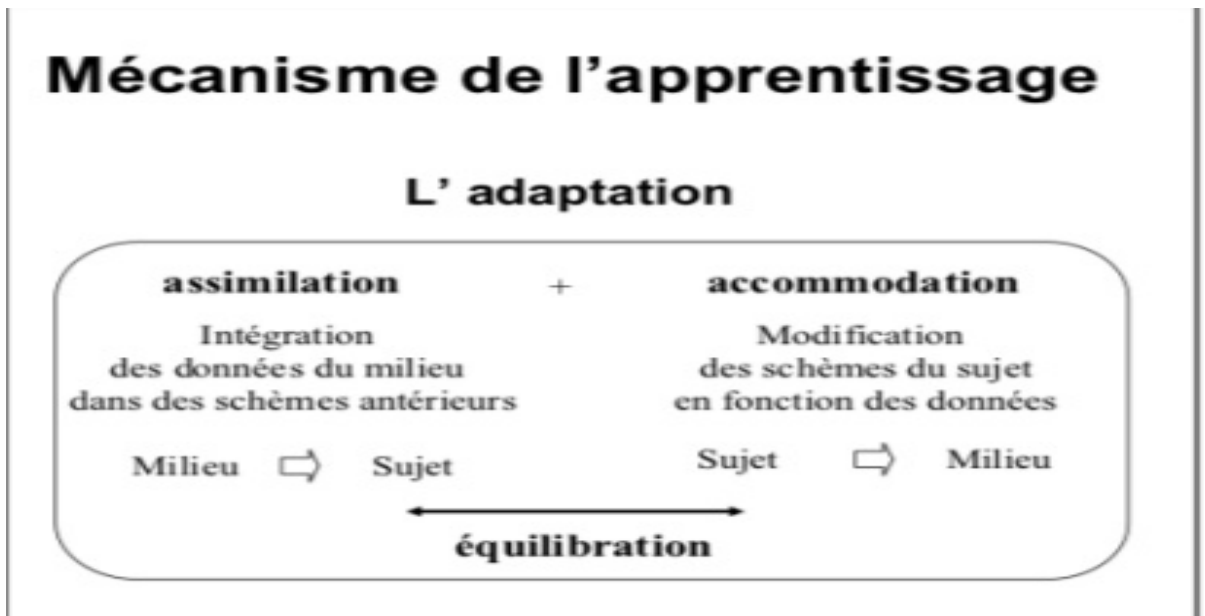 Mécanisme de l'apprentissage
L' adaptation
assimilation + accommodation
Intégration
des données du milieu
dans des schèmes antérieurs
Modification
des schèmes du sujet
en fonction des données
Milieu ⇨ Sujet
Sujet ⇨ Milieu
équilibration